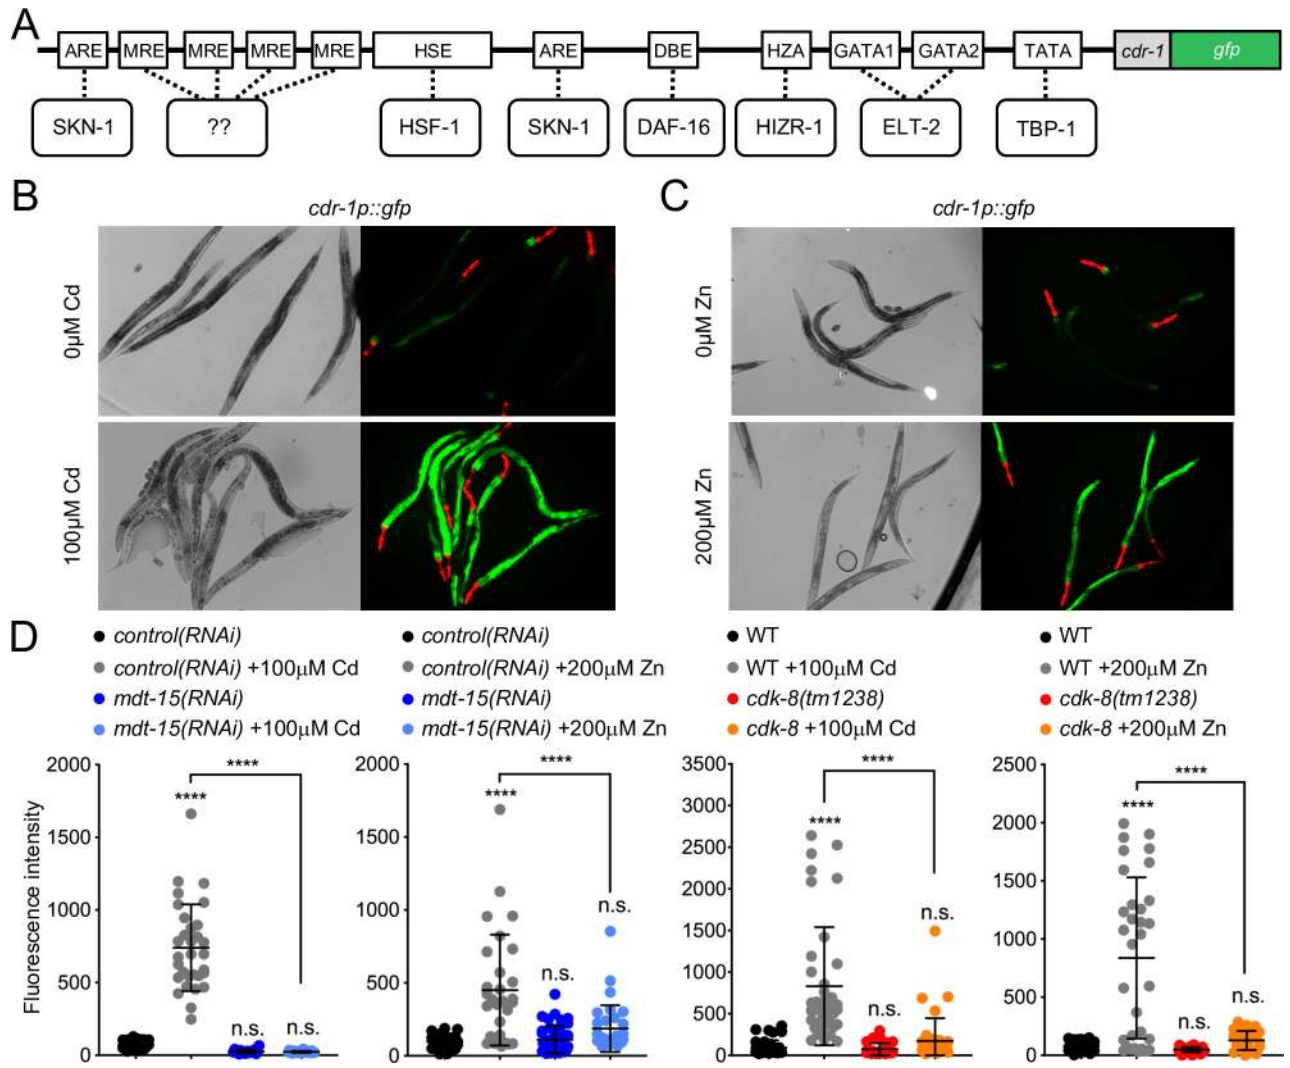 A
ARE MRE MRE MRE MRE HSE ARE DBE HZA GATA1 GATA2 TATA cdr-1 gfp
SKN-1 ?? HSF-1 SKN-1 DAF-16 HIZR-1 ELT-2 TBP-1
B
cdr-1p::gfp
0μM Cd
100μM Cd
C
cdr-1p::gfp
0μM Zn
200μM Zn
D
control(RNAi)
control(RNAi) +100μM Cd
mdt-15(RNAi)
mdt-15(RNAi) +100μM Cd
control(RNAi)
control(RNAi) +200μM Zn
mdt-15(RNAi)
mdt-15(RNAi) +200μM Zn
WT
WT +100μM Cd
cdk-8(tm1238)
cdk-8 +100μM Cd
WT
WT +200μM Zn
cdk-8(tm1238)
cdk-8 +200μM Zn
Fluorescence intensity
2000
1500
1000
500
0
****
****
n.s.
n.s.
2000
1500
1000
500
0
****
****
n.s.
n.s.
3500
3000
2500
2000
1500
1000
500
0
****
****
n.s.
n.s.
2500
2000
1500
1000
500
0
****
****
n.s.
n.s.